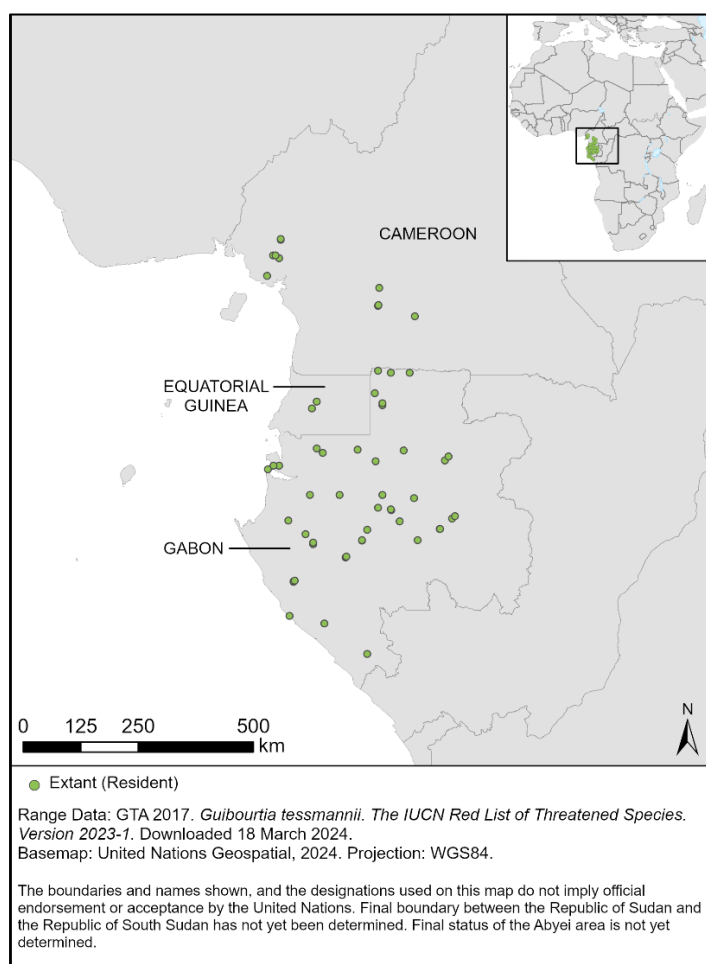 CAMEROON
EQUATORIAL
GUINEA
GABON
0 125 250 500
km
N
Extant (Resident)
Range Data: GTA 2017. Guibourtia tessmannii. The IUCN Red List of Threatened Species.
Version 2023-1. Downloaded 18 March 2024.
Basemap: United Nations Geospatial, 2024. Projection: WGS84.
The boundaries and names shown, and the designations used on this map do not imply official
endorsement or acceptance by the United Nations. Final boundary between the Republic of Sudan and
the Republic of South Sudan has not yet been determined. Final status of the Abyei area is not yet
determined.